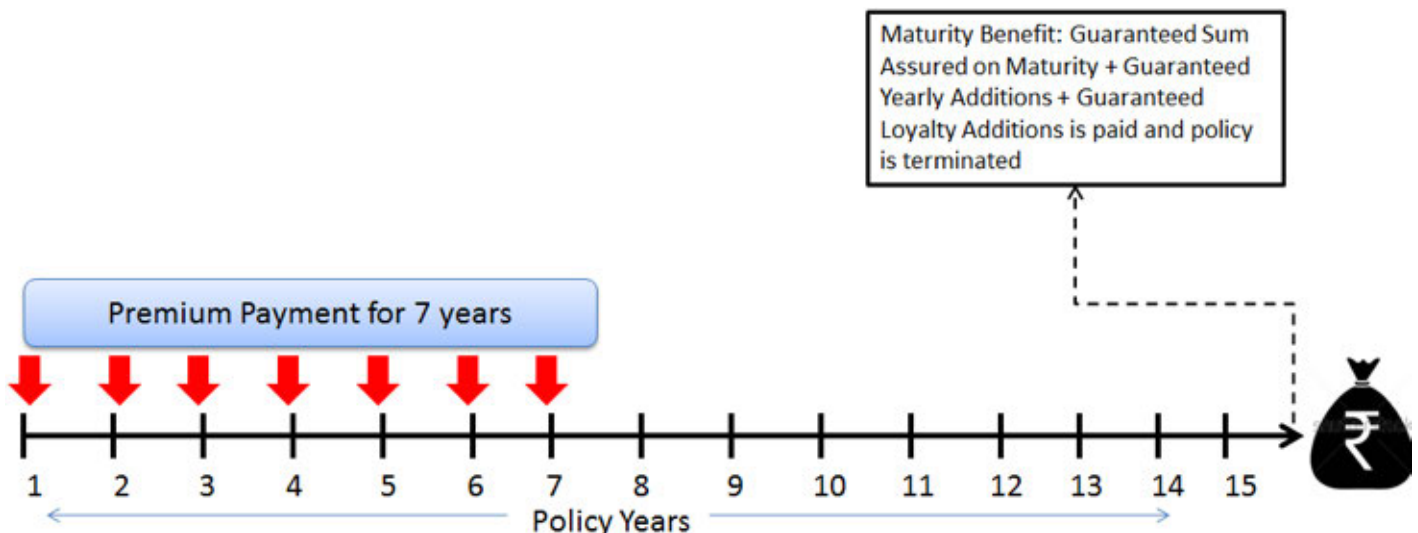 Maturity Benefit: Guaranteed Sum
Assured on Maturity + Guaranteed
Yearly Additions + Guaranteed
Loyalty Additions is paid and policy
is terminated
Premium Payment for 7 years
₹
1 2 3 4 5 6 7 8 9 10 11 12 13 14 15
Policy Years